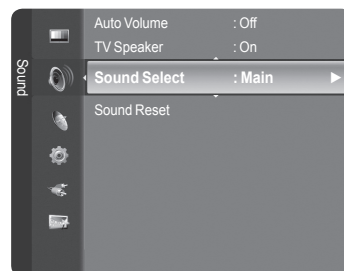 Sound
Auto Volume : Off
TV Speaker : On
Sound Select : Main
Sound Reset